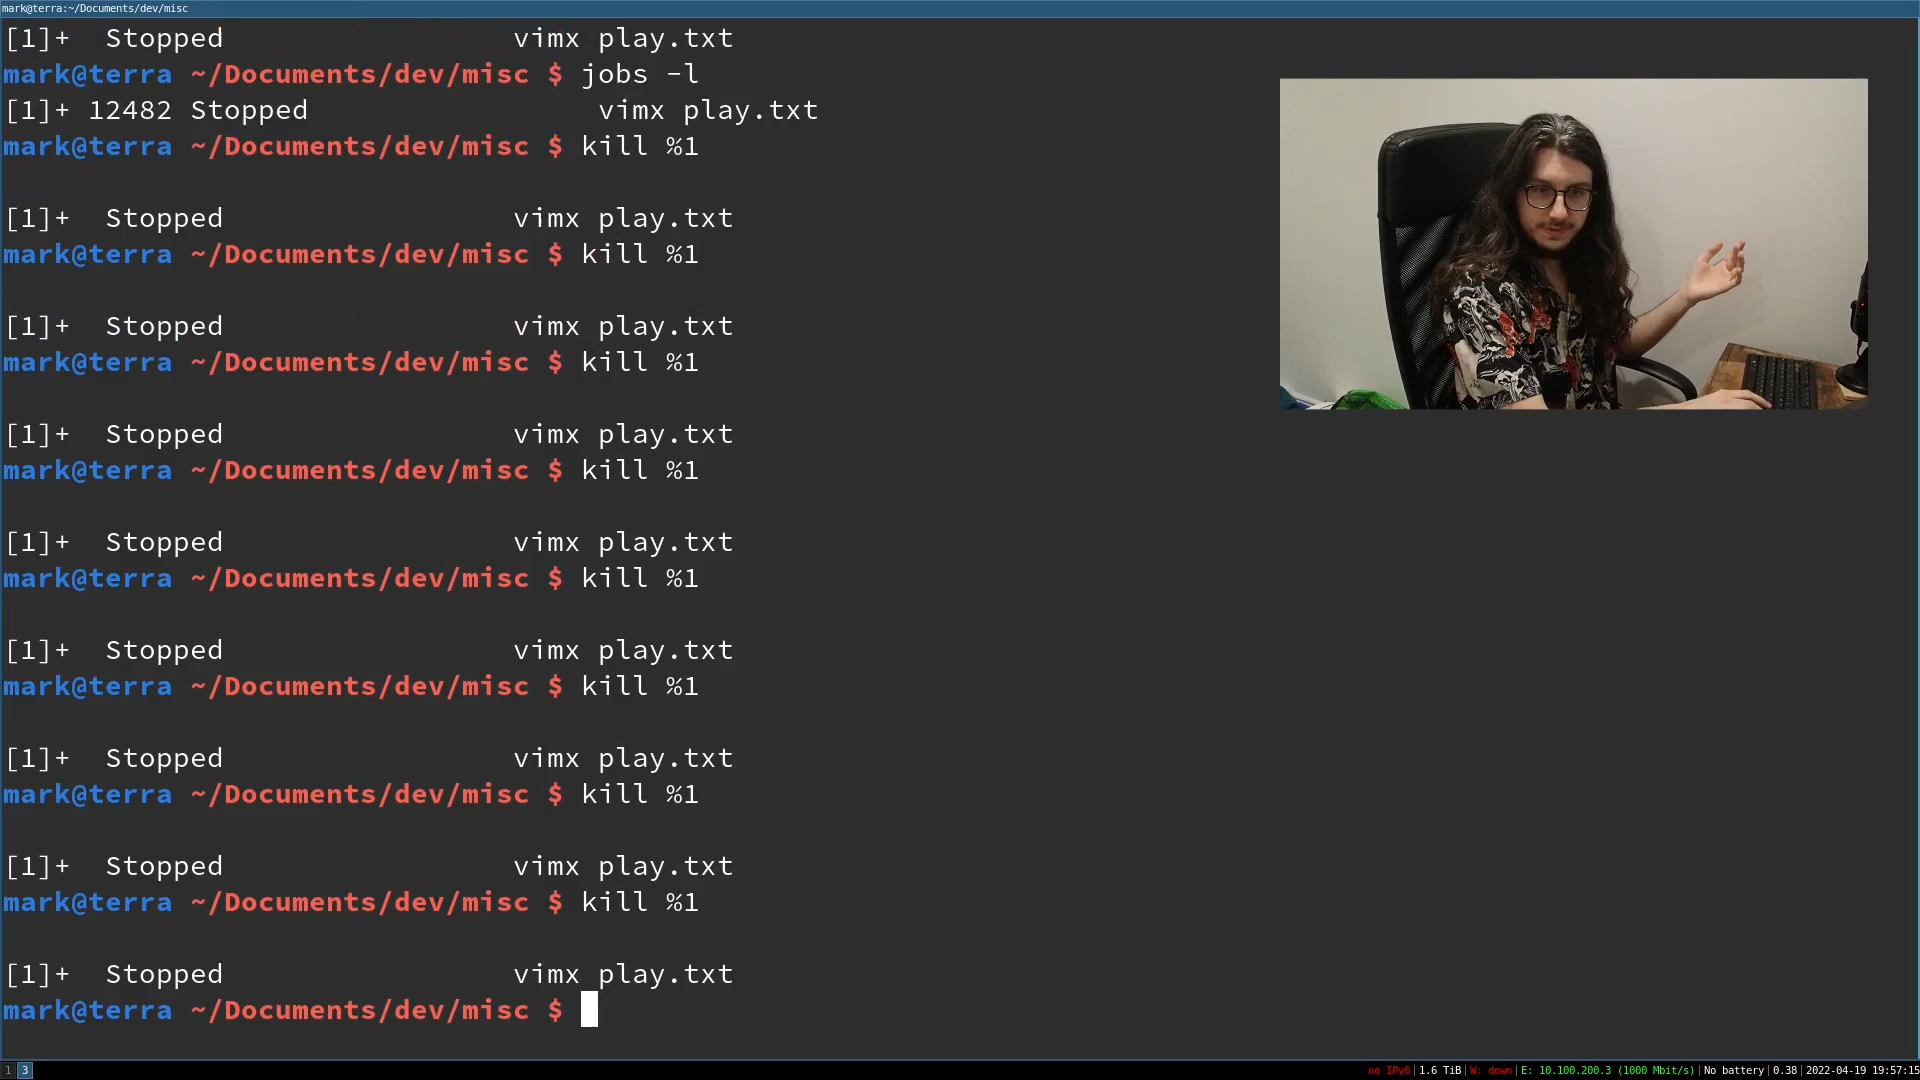 mark@terra:~/Documents/dev/misc
[1]+  Stopped                 vimx play.txt
mark@terra ~/Documents/dev/misc $ jobs -l
[1]+ 12482 Stopped                 vimx play.txt
mark@terra ~/Documents/dev/misc $ kill %1
[1]+  Stopped                 vimx play.txt
mark@terra ~/Documents/dev/misc $ kill %1
[1]+  Stopped                 vimx play.txt
mark@terra ~/Documents/dev/misc $ kill %1
[1]+  Stopped                 vimx play.txt
mark@terra ~/Documents/dev/misc $ kill %1
[1]+  Stopped                 vimx play.txt
mark@terra ~/Documents/dev/misc $ kill %1
[1]+  Stopped                 vimx play.txt
mark@terra ~/Documents/dev/misc $ kill %1
[1]+  Stopped                 vimx play.txt
mark@terra ~/Documents/dev/misc $ kill %1
[1]+  Stopped                 vimx play.txt
mark@terra ~/Documents/dev/misc $ kill %1
[1]+  Stopped                 vimx play.txt
mark@terra ~/Documents/dev/misc $
1 3 no IPv6|1.6 TiB|W: down|E: 10.100.200.3 (1000 Mbit/s)|No battery|0.38|2022-04-19 19:57:15